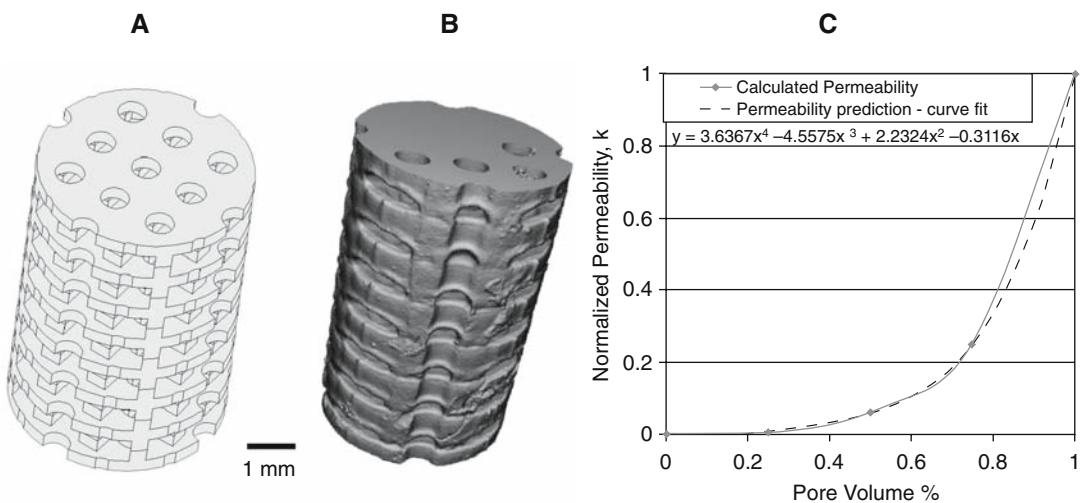 A
B
C
1 mm
Normalized Permeability, k
1
0.8
0.6
0.4
0.2
0
Calculated Permeability
Permeability prediction - curve fit
y = 3.6367x⁴ –4.5575x ³ + 2.2324x² –0.3116x
0 0.2 0.4 0.6 0.8 1
Pore Volume %